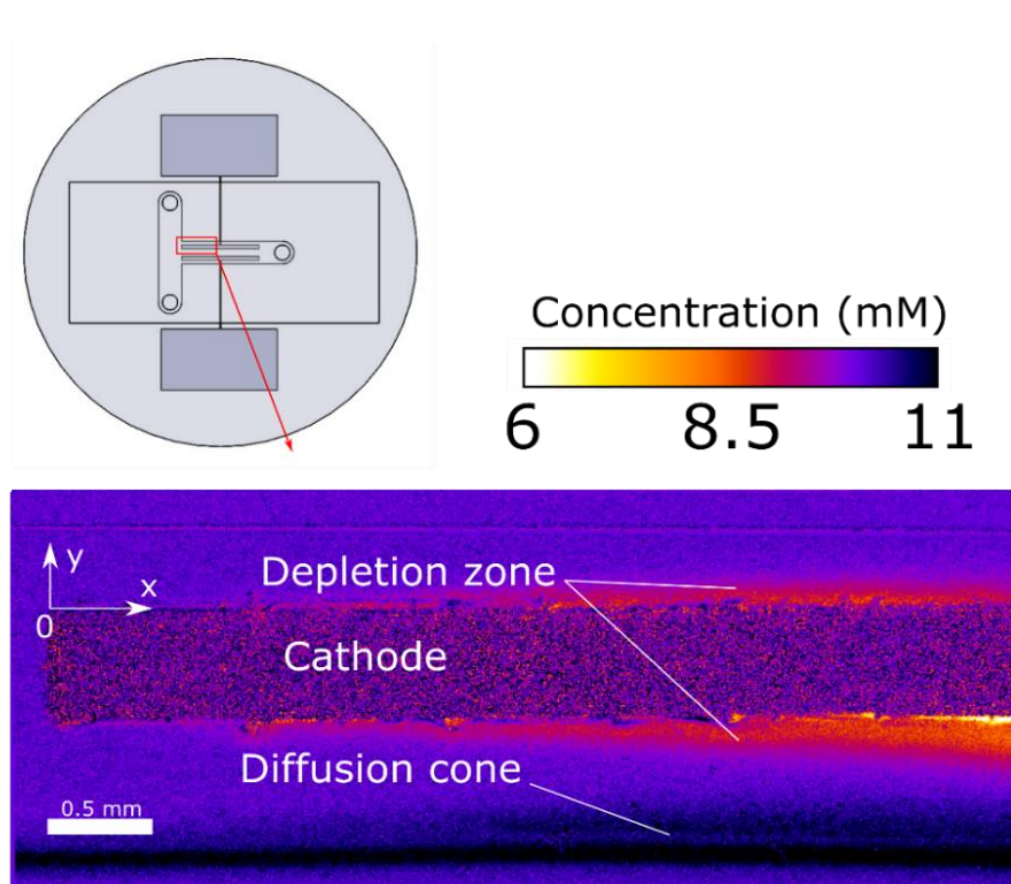 Concentration (mM)
6 8.5 11
y
x
0
Depletion zone
Cathode
Diffusion cone
0.5 mm